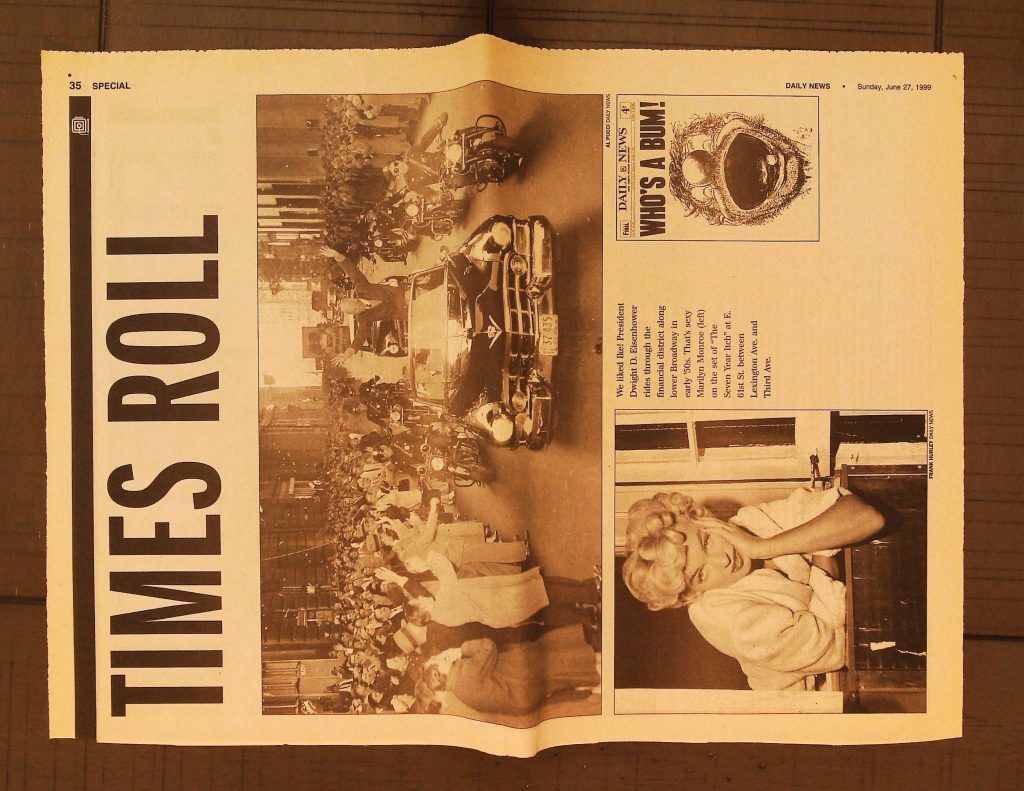 35 SPECIAL
DAILY NEWS • Sunday, June 27, 1999
TIMES ROLL
AL PUCCI DAILY NEWS
FINAL
DAILY NEWS
4¢
WHO'S A BUM!
We liked Ike! President
Dwight D. Eisenhower
rides through the
financial district along
lower Broadway in
early '50s. That's sexy
Marilyn Monroe (left)
on the set of "The
Seven Year Itch" at E.
61st St. between
Lexington Ave. and
Third Ave.
FRANK HURLEY DAILY NEWS